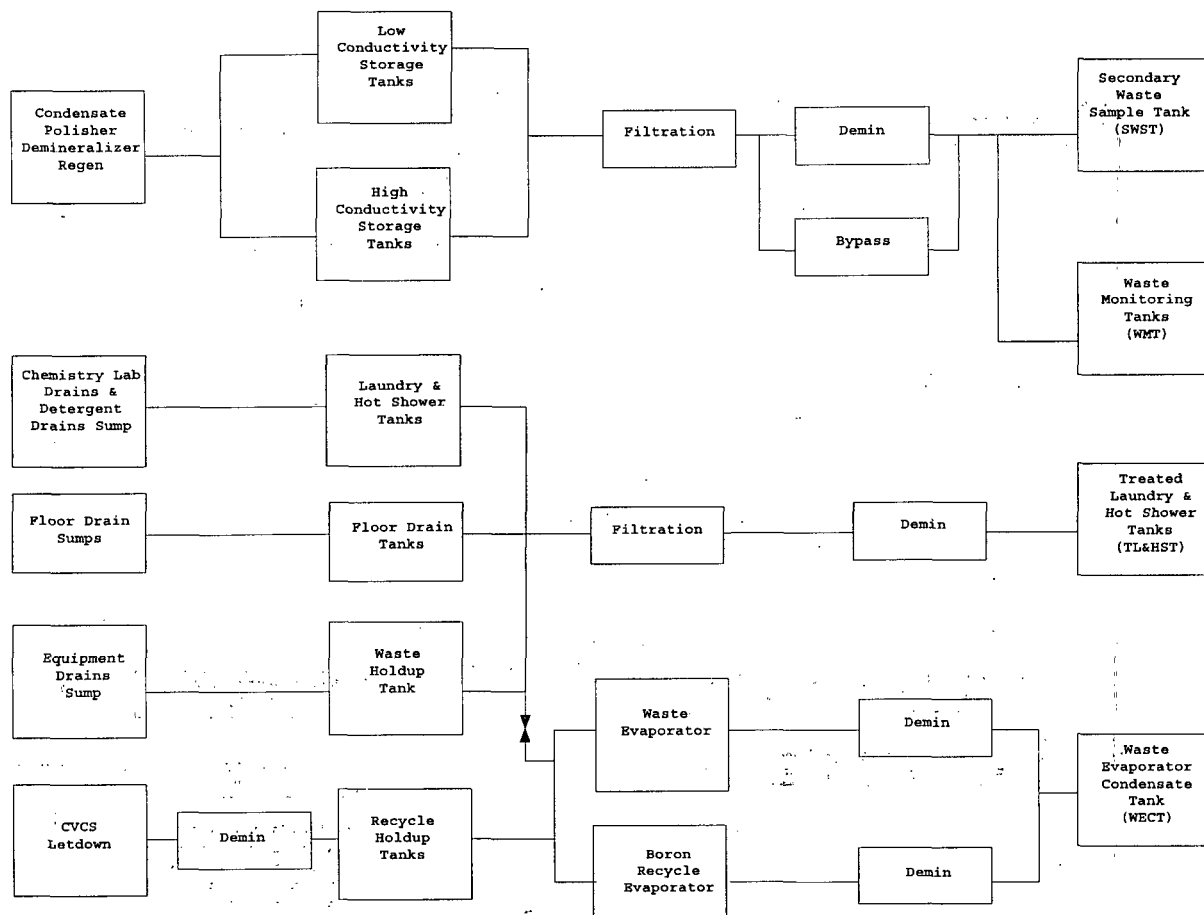 Condensate
Polisher
Demineralizer
Regen
Low
Conductivity
Storage
Tanks
High
Conductivity
Storage
Tanks
Filtration
Demin
Bypass
Secondary
Waste
Sample Tank
(SWST)
Waste
Monitoring
Tanks
(WMT)
Chemistry Lab
Drains &
Detergent
Drains Sump
Laundry &
Hot Shower
Tanks
Floor Drain
Sumps
Floor Drain
Tanks
Filtration
Demin
Treated
Laundry &
Hot Shower
Tanks
(TL&HST)
Equipment
Drains
Sump
Waste
Holdup
Tank
Waste
Evaporator
Demin
CVCS
Letdown
Demin
Recycle
Holdup
Tanks
Boron
Recycle
Evaporator
Demin
Waste
Evaporator
Condensate
Tank
(WECT)